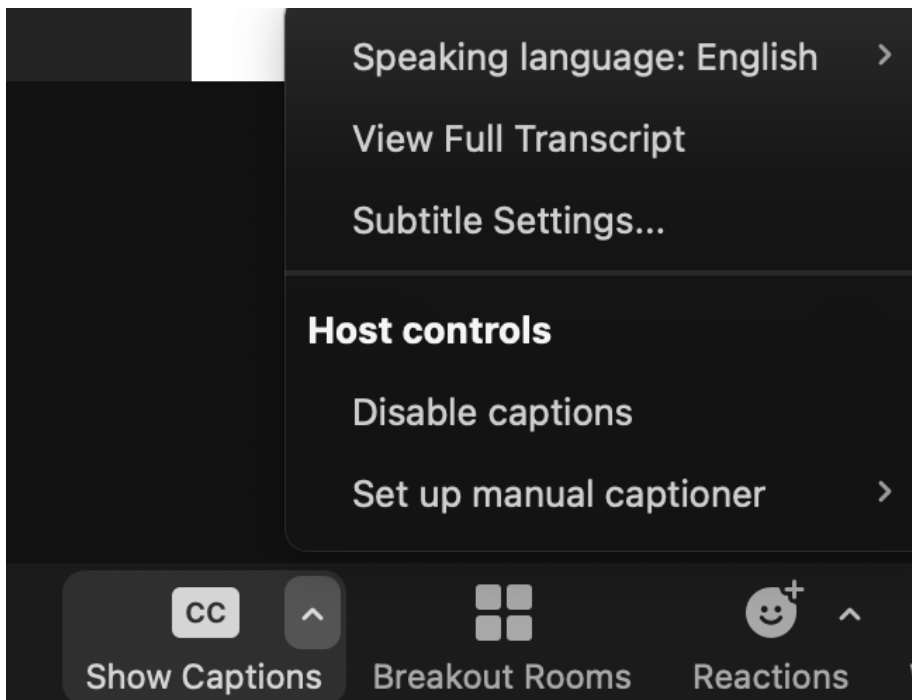 Speaking language: English
View Full Transcript
Subtitle Settings...
Host controls
Disable captions
Set up manual captioner
CC
Show Captions
Breakout Rooms
Reactions